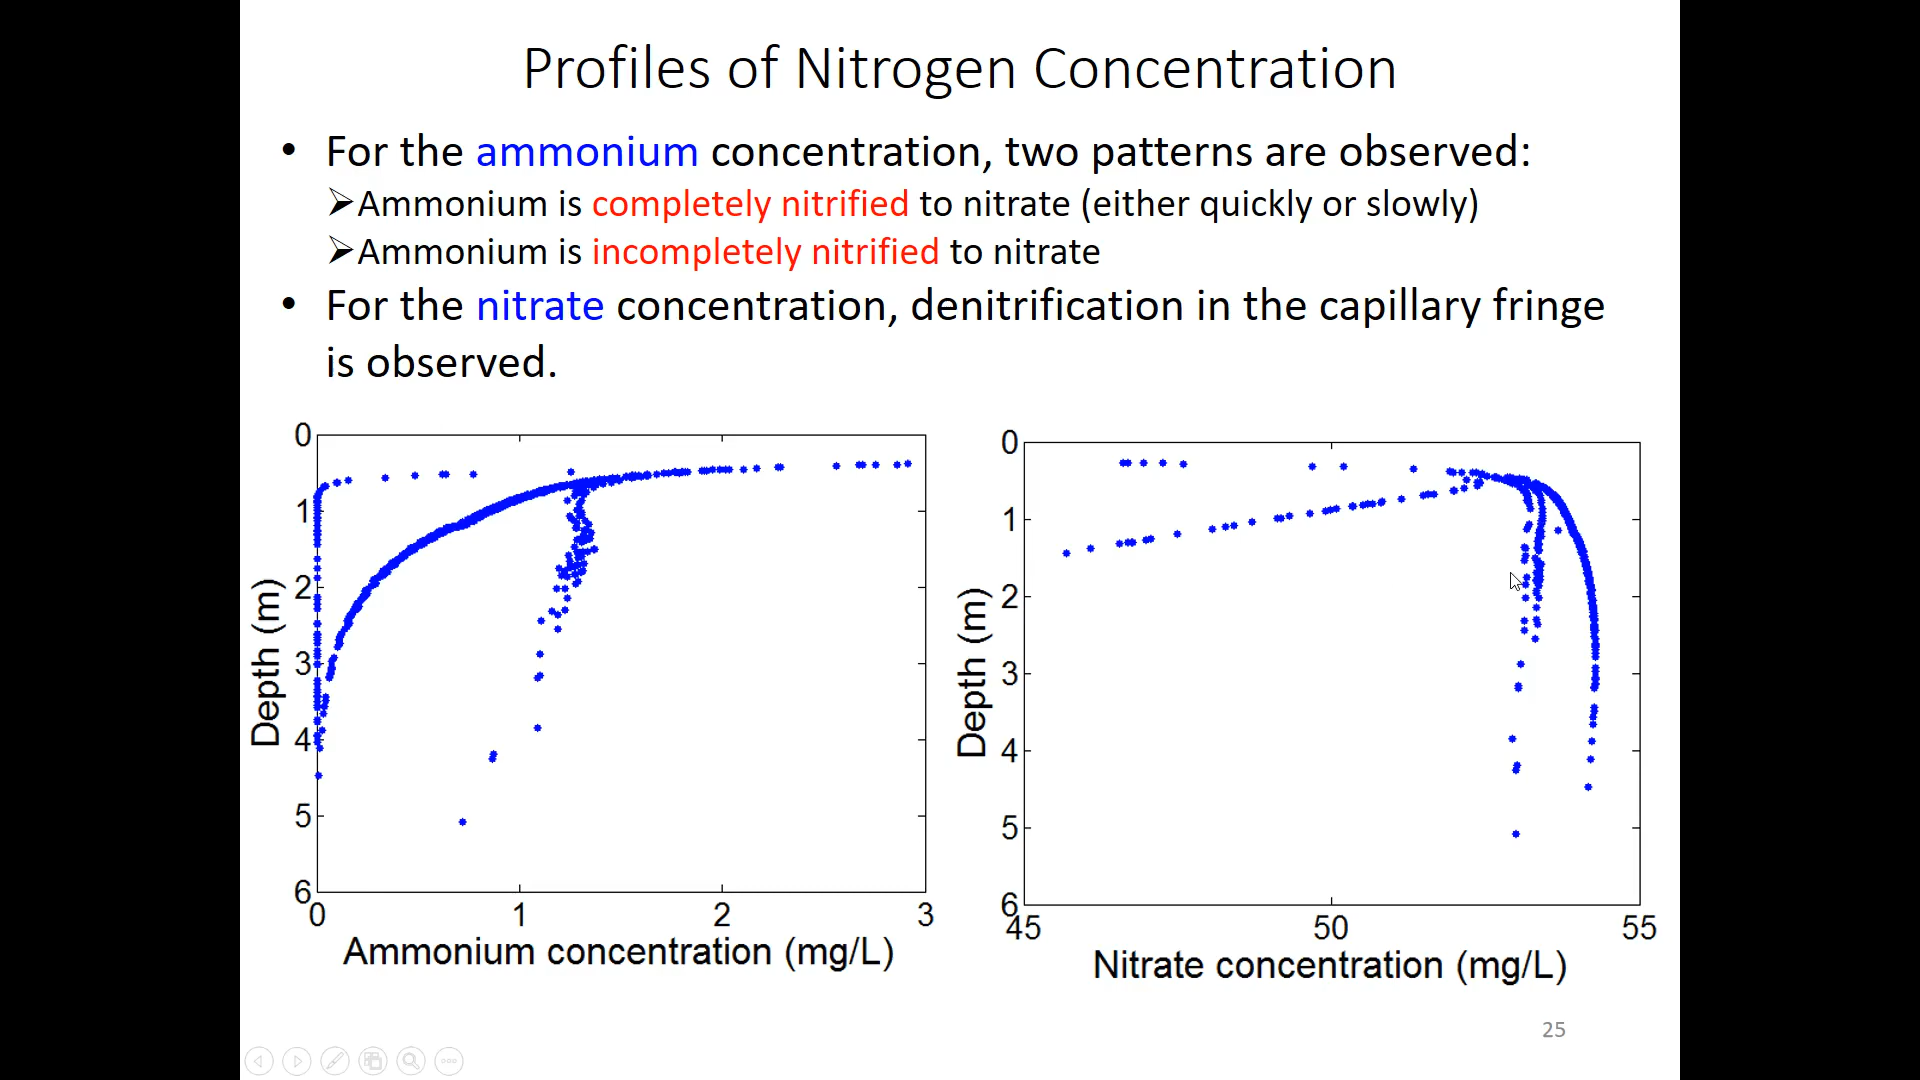 Profiles of Nitrogen Concentration
• For the ammonium concentration, two patterns are observed:
➢Ammonium is completely nitrified to nitrate (either quickly or slowly)
➢Ammonium is incompletely nitrified to nitrate
• For the nitrate concentration, denitrification in the capillary fringe
is observed.
0
1
2
3
4
5
6
Depth (m)
0 1 2 3
Ammonium concentration (mg/L)
0
1
2
3
4
5
6
Depth (m)
45 50 55
Nitrate concentration (mg/L)
25